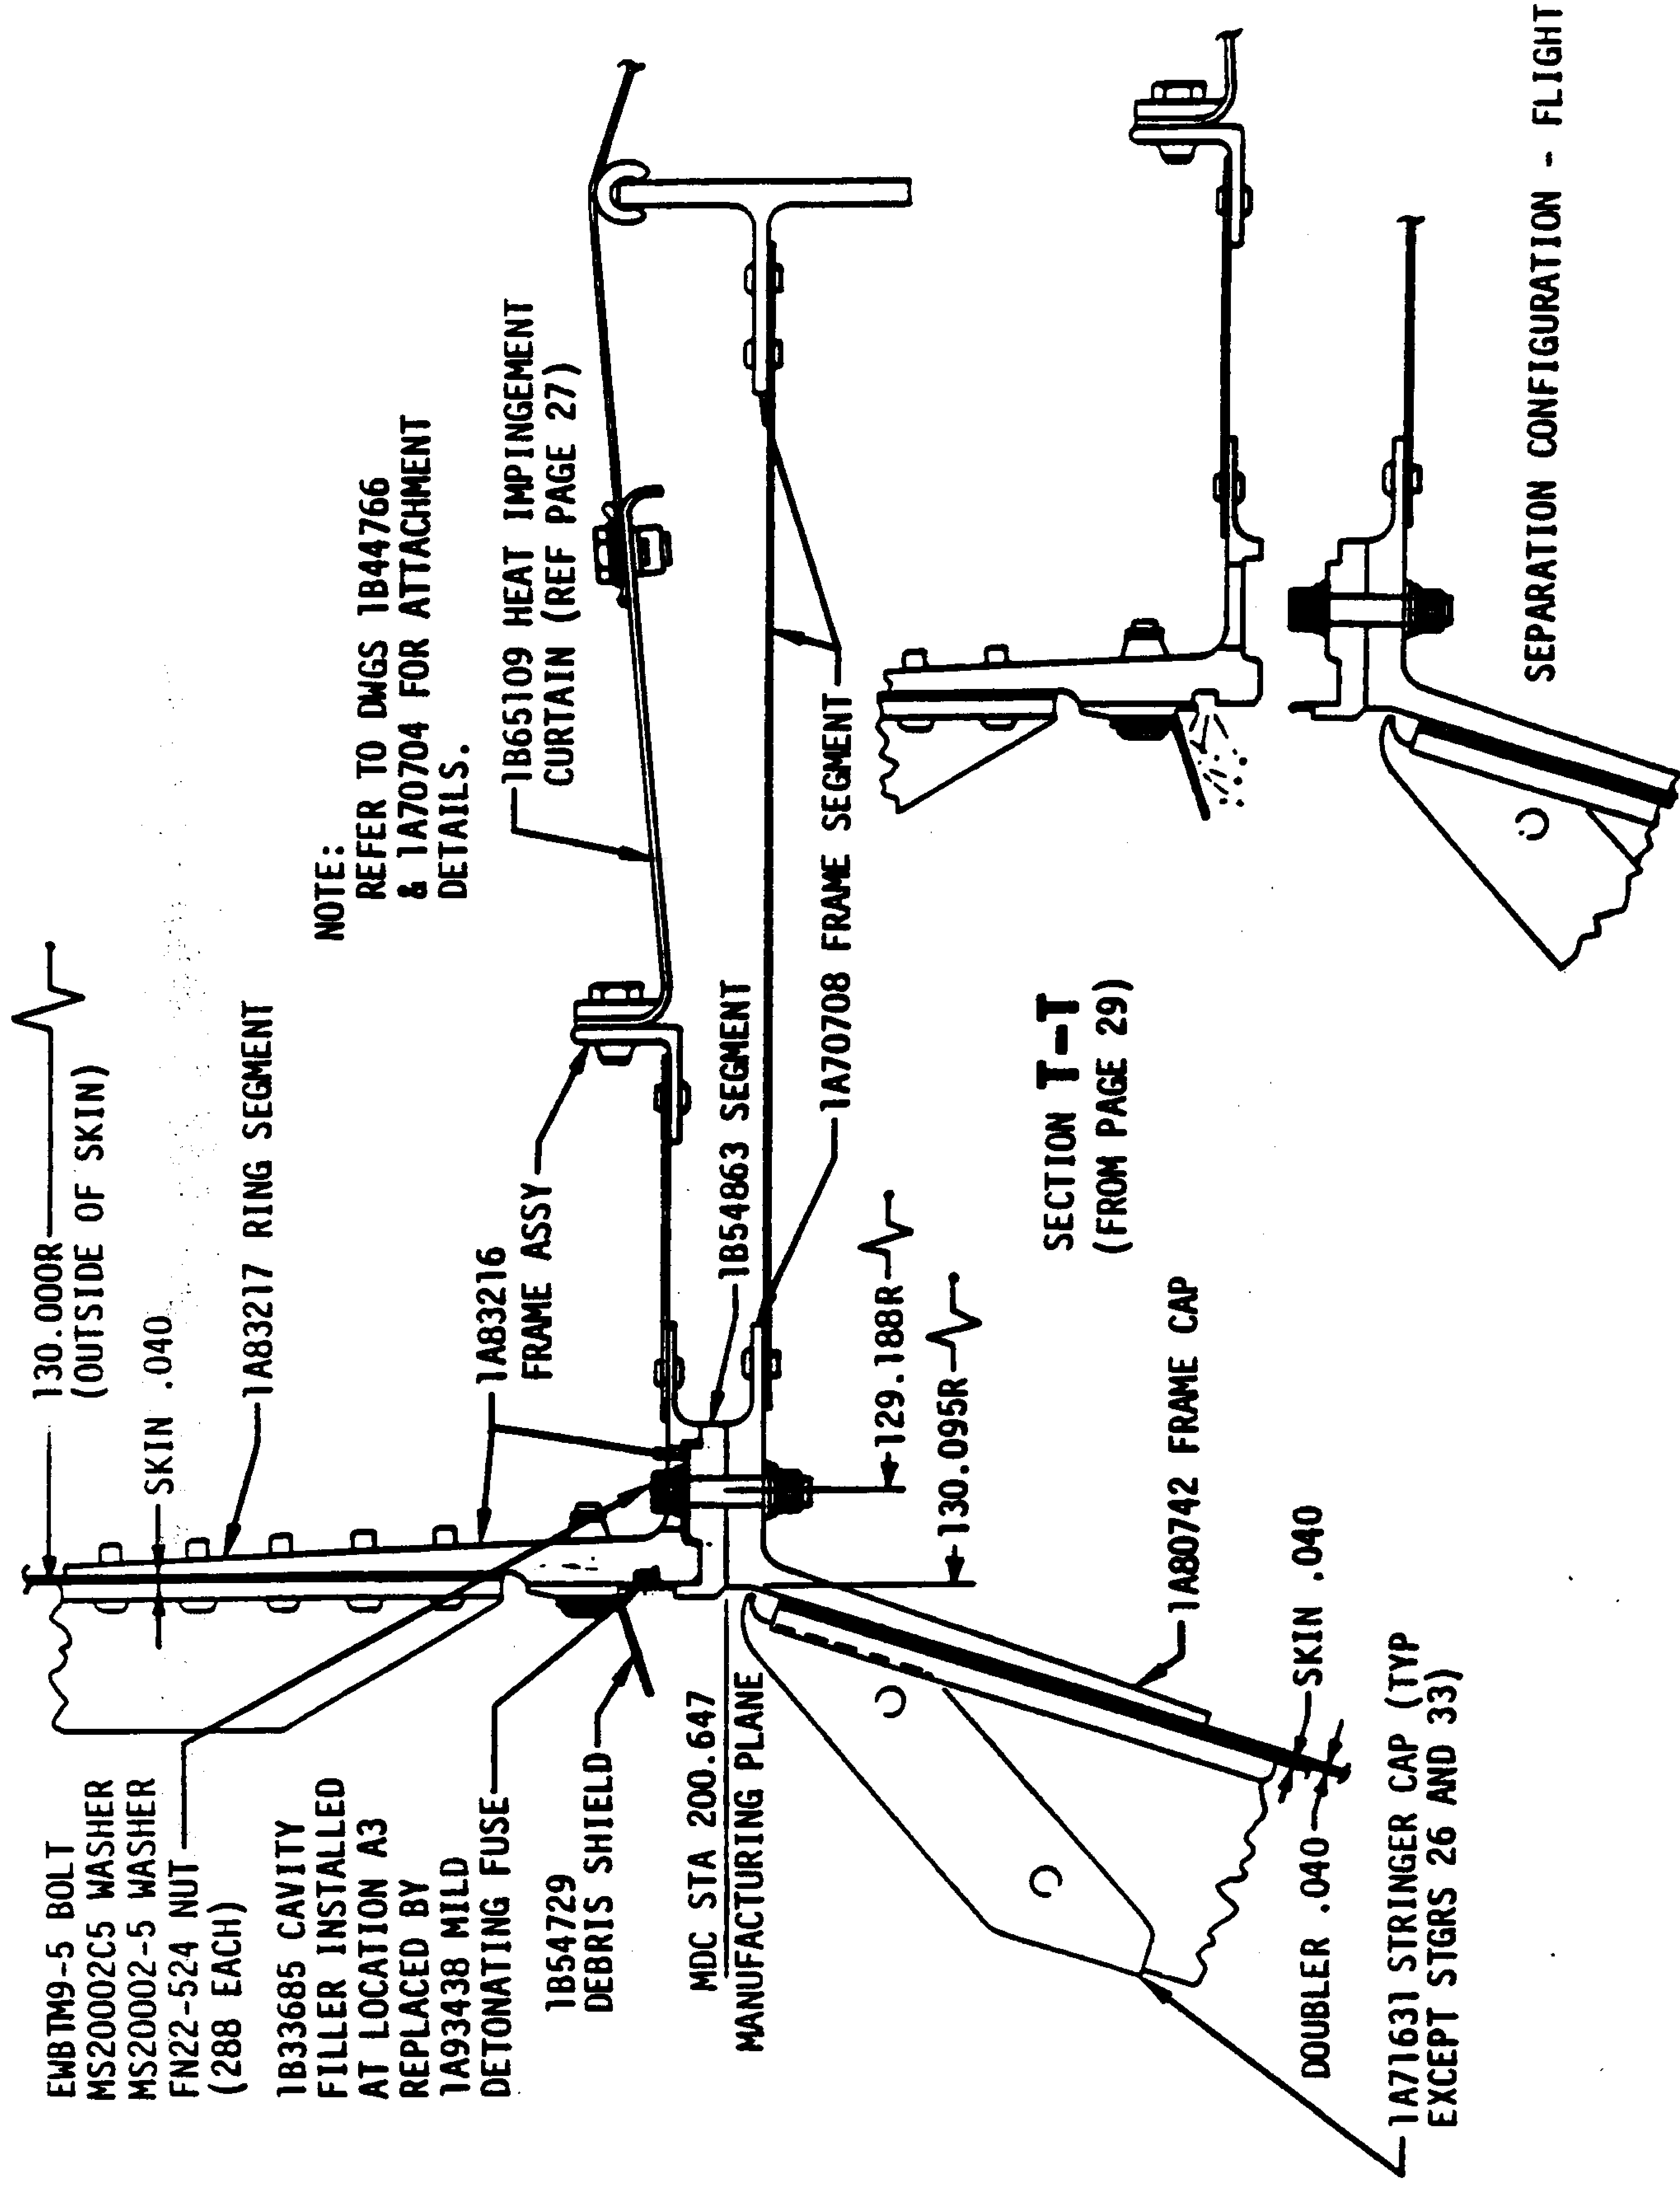 130.000R
(OUTSIDE OF SKIN)
SKIN .040
1A83217 RING SEGMENT
EWBTM9-5 BOLT
MS20002C5 WASHER
MS20002-5 WASHER
FN22-524 NUT
(288 EACH)
1B33685 CAVITY
FILLER INSTALLED
AT LOCATION A3
REPLACED BY
1A93438 MILD
DETONATING FUSE
1B54729
DEBRIS SHIELD
MDC STA 200.647
MANUFACTURING PLANE
NOTE:
REFER TO DWGS 1B44766
& 1A70704 FOR ATTACHMENT
DETAILS.
1A83216
FRAME ASSY
1B65109 HEAT IMPINGEMENT
CURTAIN (REF PAGE 27)
1B54863 SEGMENT
1A70708 FRAME SEGMENT
129.188R
130.095R
SECTION T-T
(FROM PAGE 29)
1A80742 FRAME CAP
SKIN .040
DOUBLER .040
1A71631 STRINGER CAP (TYP
EXCEPT STGRS 26 AND 33)
SEPARATION CONFIGURATION - FLIGHT